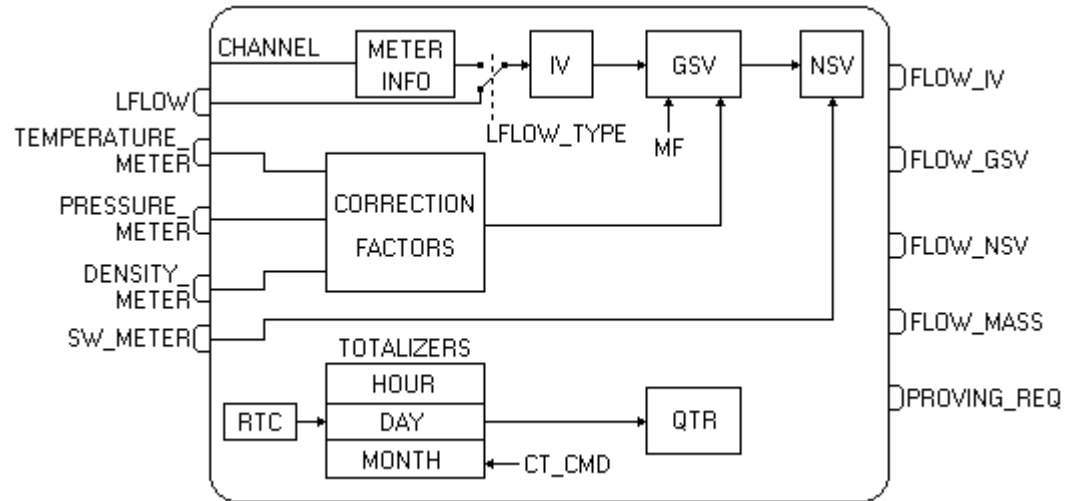 CHANNEL
METER
INFO
IV
GSV
NSV
FLOW_IV
LFLOW
LFLOW_TYPE
MF
TEMPERATURE_
METER
FLOW_GSV
CORRECTION
FACTORS
PRESSURE_
METER
FLOW_NSV
DENSITY_
METER
FLOW_MASS
SW_METER
TOTALIZERS
HOUR
DAY
MONTH
RTC
QTR
CT_CMD
PROVING_REQ